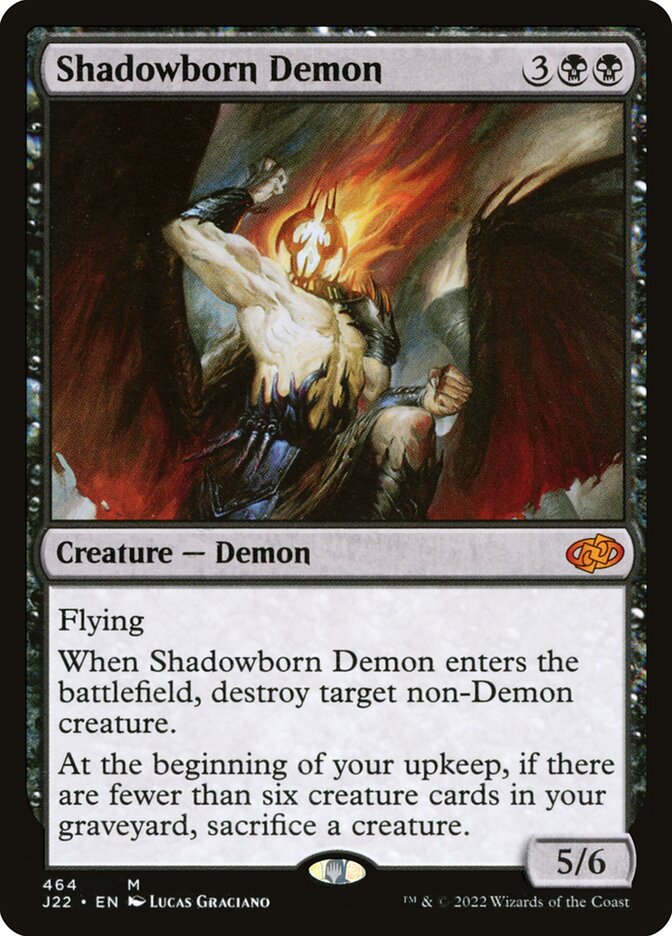 Shadowborn Demon 3
Creature — Demon
Flying
When Shadowborn Demon enters the
battlefield, destroy target non-Demon
creature.
At the beginning of your upkeep, if there
are fewer than six creature cards in your
graveyard, sacrifice a creature.
5/6
464 M
J22 • EN Lucas Graciano ™ & © 2022 Wizards of the Coast